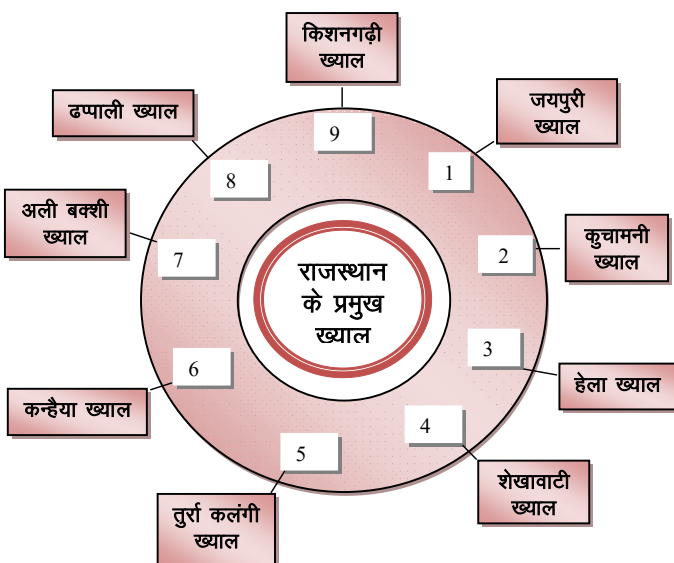 किशनगढ़ी
ख्याल
जयपुरी
ख्याल
ढप्पाली ख्याल
9
1
8
अली बक्शी
ख्याल
7
2
कुचामनी
ख्याल
राजस्थान
के प्रमुख
ख्याल
3
6
हेला ख्याल
कन्हैया ख्याल
4
5
शेखावाटी
ख्याल
तुर्रा कलंगी
ख्याल